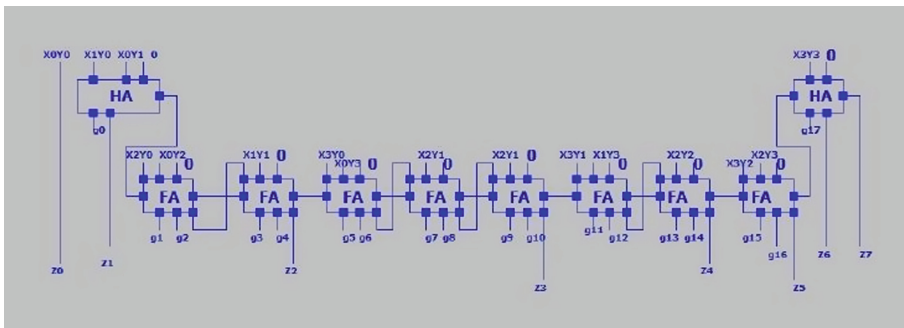 X0Y0 X1Y0 X0Y1 0
X3Y3 0
HA
HA
g0
g17
X2Y0 X0Y2 0
X1Y1 0
X3Y0 X0Y3 0
X2Y1 0
X2Y1 0
X3Y1 X1Y3 0
X2Y2 0
X3Y2 X2Y3 0
FA FA FA FA FA FA FA FA
g1 g2 g3 g4 g5 g6 g7 g8 g9 g10 g11 g12 g13 g14 g15 g16
Z0 Z1 Z2 Z3 Z4 Z5 Z6 Z7